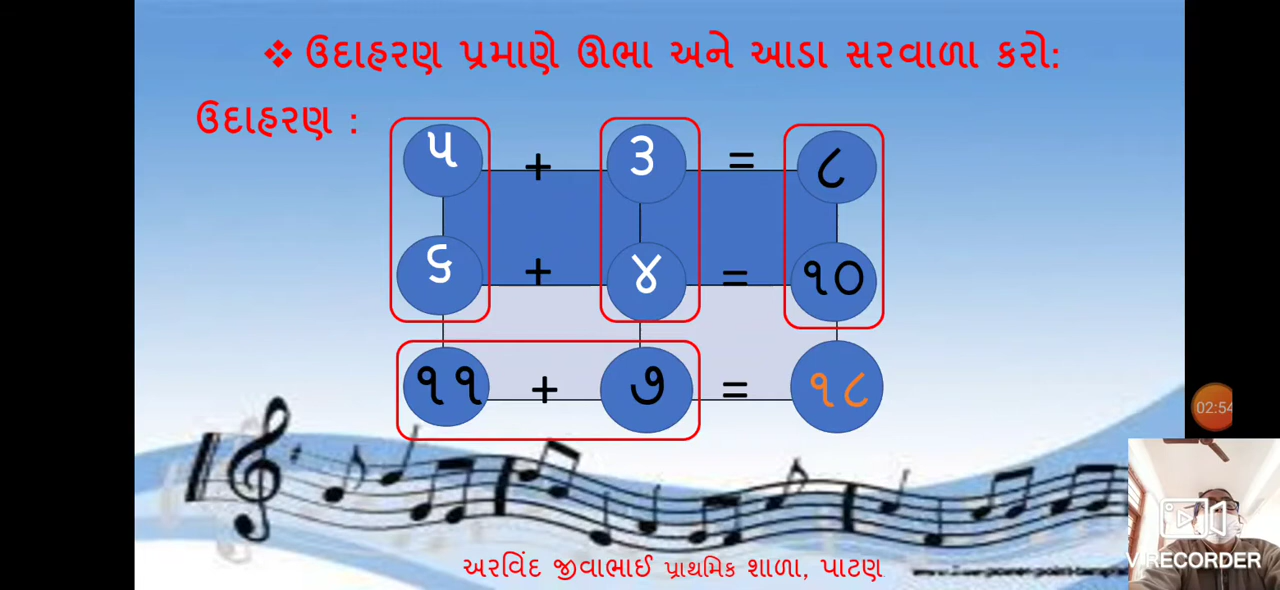 ❖ ઉદાહરણ પ્રમાણે ઊભા અને આડા સરવાળા કરો:
ઉદાહરણ :
૫ + ૩ = ૮
૬ + ૪ = ૧૦
૧૧ + ૭ = ૧૮
02:54
V RECORDER
અરવિંદ જીવાભાઈ પ્રાથમિક શાળા, પાટણ